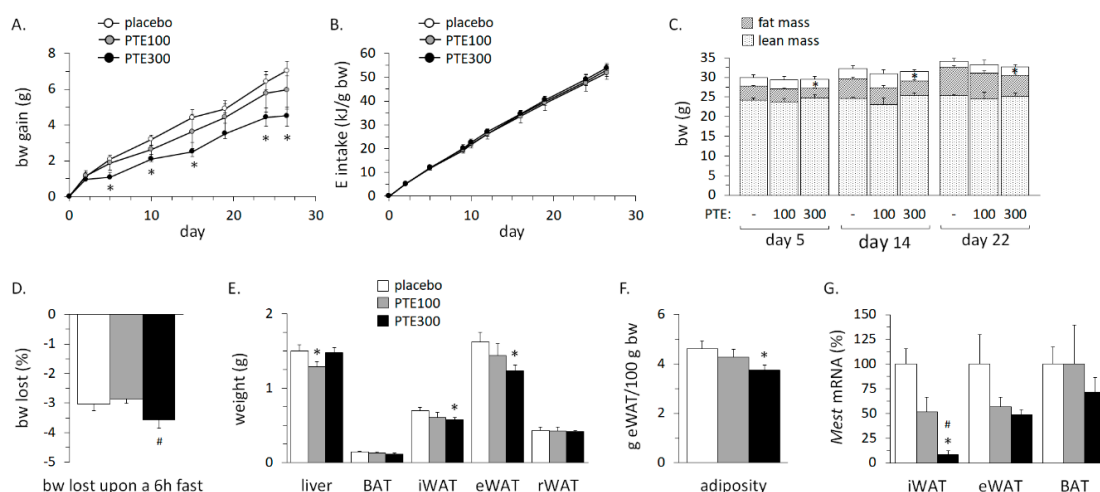 A.
placebo
PTE100
PTE300
bw gain (g)
8
6
4
2
0
* * * * *
0 10 20 30
day
B.
placebo
PTE100
PTE300
E intake (kJ/g bw)
60
50
40
30
20
10
0
0 10 20 30
day
C.
fat mass
lean mass
bw (g)
35
30
25
20
15
10
5
0
* * *
PTE: - 100 300 - 100 300 - 100 300
day 5 day 14 day 22
D.
bw lost (%)
0
-1
-2
-3
-4
-5
#
bw lost upon a 6h fast
E.
placebo
PTE100
PTE300
weight (g)
2
1
0
* * *
liver BAT iWAT eWAT rWAT
F.
g eWAT/100 g bw
6
4
2
0
*
adiposity
G.
Mest mRNA (%)
150
125
100
75
50
25
0
#
*
iWAT eWAT BAT